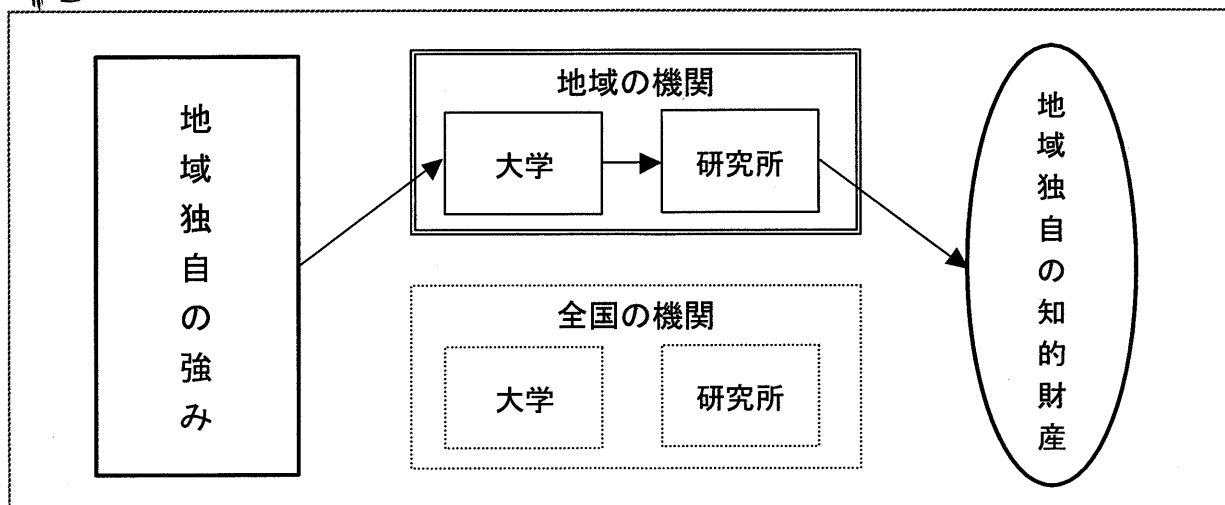 地域独自の強み
地域の機関
大学
研究所
全国の機関
大学
研究所
地域独自の知的財産